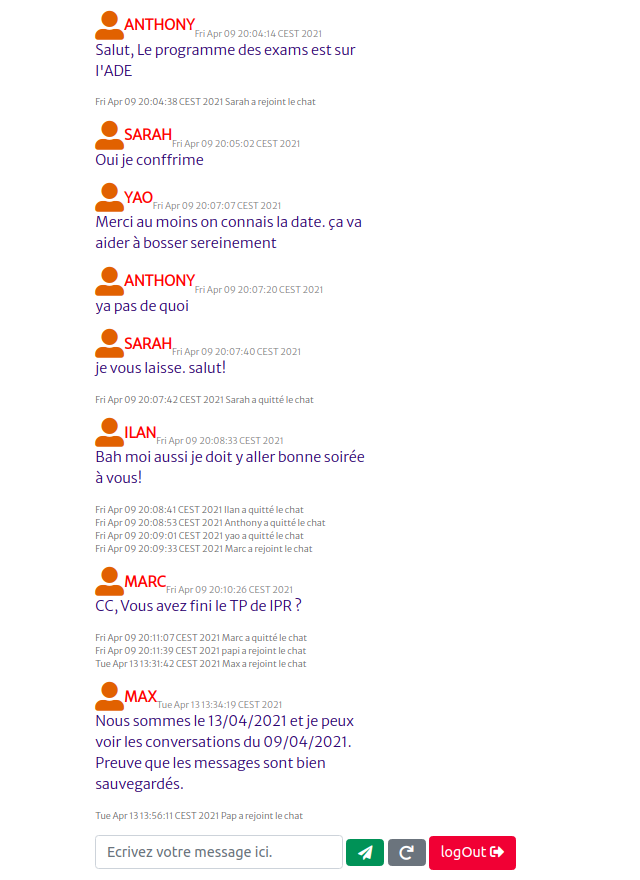 ANTHONY Fri Apr 09 20:04:14 CEST 2021
Salut, Le programme des exams est sur
l'ADE
Fri Apr 09 20:04:38 CEST 2021 Sarah a rejoint le chat
SARAH Fri Apr 09 20:05:02 CEST 2021
Oui je conffrime
YAO Fri Apr 09 20:07:07 CEST 2021
Merci au moins on connais la date. ça va
aider à bosser sereinement
ANTHONY Fri Apr 09 20:07:20 CEST 2021
ya pas de quoi
SARAH Fri Apr 09 20:07:40 CEST 2021
je vous laisse. salut!
Fri Apr 09 20:07:42 CEST 2021 Sarah a quitté le chat
ILAN Fri Apr 09 20:08:33 CEST 2021
Bah moi aussi je doit y aller bonne soirée
à vous!
Fri Apr 09 20:08:41 CEST 2021 Ilan a quitté le chat
Fri Apr 09 20:08:53 CEST 2021 Anthony a quitté le chat
Fri Apr 09 20:09:01 CEST 2021 yao a quitté le chat
Fri Apr 09 20:09:33 CEST 2021 Marc a rejoint le chat
MARC Fri Apr 09 20:10:26 CEST 2021
CC, Vous avez fini le TP de IPR ?
Fri Apr 09 20:11:07 CEST 2021 Marc a quitté le chat
Fri Apr 09 20:11:39 CEST 2021 papi a rejoint le chat
Tue Apr 13 13:31:42 CEST 2021 Max a rejoint le chat
MAX Tue Apr 13 13:34:19 CEST 2021
Nous sommes le 13/04/2021 et je peux
voir les conversations du 09/04/2021.
Preuve que les messages sont bien
sauvegardés.
Tue Apr 13 13:56:11 CEST 2021 Pap a rejoint le chat
Ecrivez votre message ici. logOut